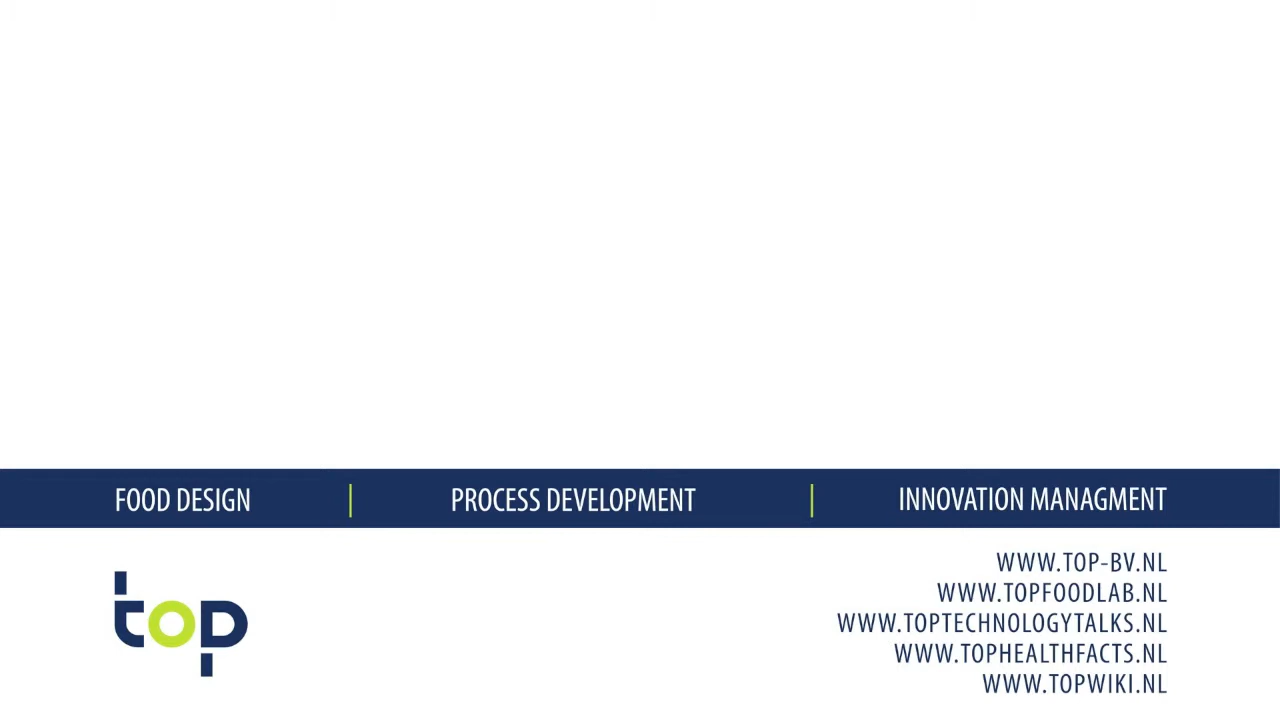 FOOD DESIGN | PROCESS DEVELOPMENT | INNOVATION MANAGMENT
top
WWW.TOP-BV.NL
WWW.TOPFOODLAB.NL
WWW.TOPTECHNOLOGYTALKS.NL
WWW.TOPHEALTHFACTS.NL
WWW.TOPWIKI.NL